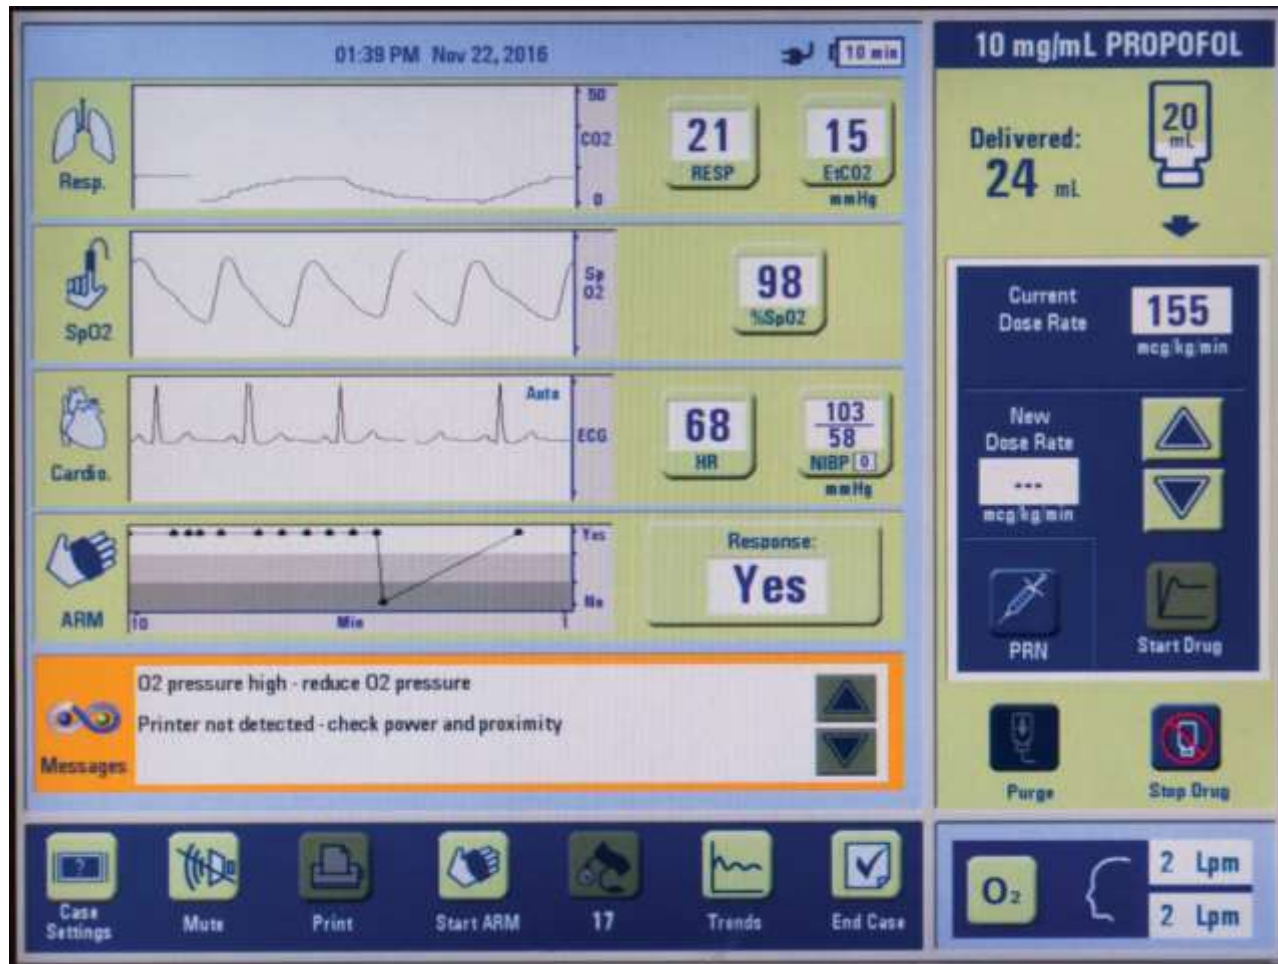 01:39 PM Nov 22, 2016
10 min
Resp.
50
CO2
0
21
RESP
15
EtCO2
mmHg
SpO2
Sp
O2
98
%SpO2
Cardio.
Auto
ECG
68
HR
103
58
NIBP 0
mmHg
ARM
Yes
No
10
Min
1
Response:
Yes
Messages
O2 pressure high - reduce O2 pressure
Printer not detected - check power and proximity
Case
Settings
Mute
Print
Start ARM
17
Trends
End Case
10 mg/mL PROPOFOL
Delivered:
24 mL
20
mL
Current
Dose Rate
155
mcg/kg/min
New
Dose Rate
---
mcg/kg/min
PRN
Start Drug
Purge
Stop Drug
O2
2 Lpm
2 Lpm